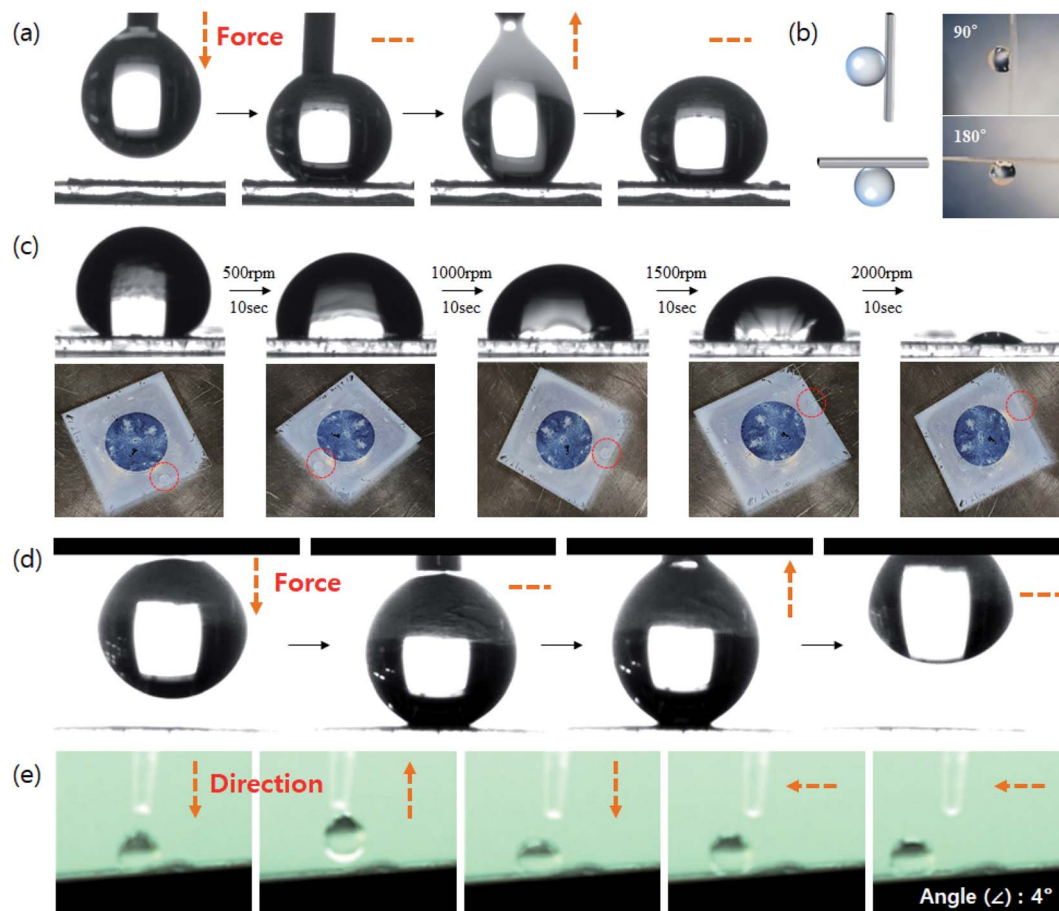 (a)
Force
(b)
90°
180°
(c)
500rpm
10sec
1000rpm
10sec
1500rpm
10sec
2000rpm
10sec
(d)
Force
(e)
Direction
Angle (∠) : 4°